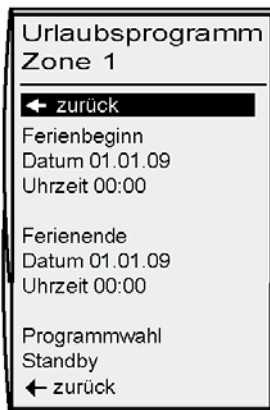 Urlaubsprogramm
Zone 1
← zurück
Ferienbeginn
Datum 01.01.09
Uhrzeit 00:00
Ferienende
Datum 01.01.09
Uhrzeit 00:00
Programmwahl
Standby
← zurück